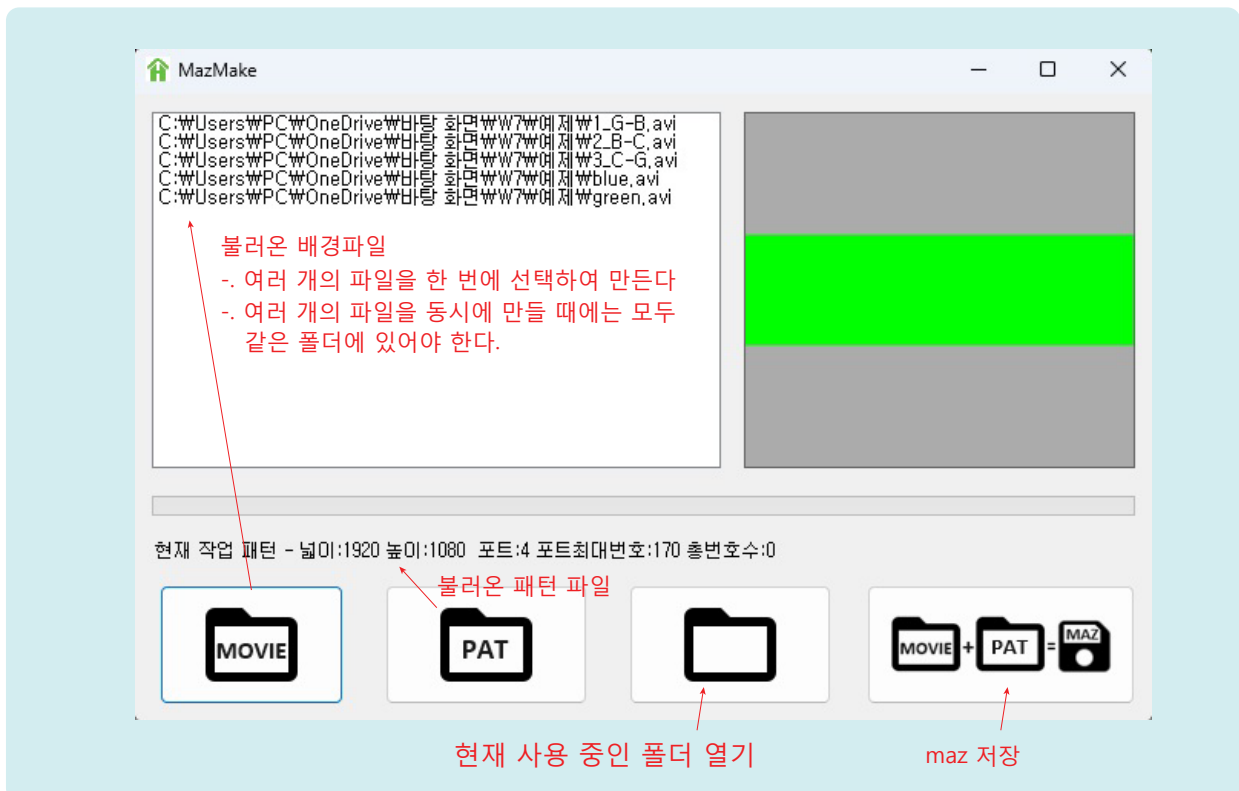 MazMake
C:₩Users₩PC₩OneDrive₩바탕 화면₩W7₩예제₩1_G-B.avi
C:₩Users₩PC₩OneDrive₩바탕 화면₩W7₩예제₩2_B-C.avi
C:₩Users₩PC₩OneDrive₩바탕 화면₩W7₩예제₩3_C-G.avi
C:₩Users₩PC₩OneDrive₩바탕 화면₩W7₩예제₩blue.avi
C:₩Users₩PC₩OneDrive₩바탕 화면₩W7₩예제₩green.avi
불러온 배경파일
-. 여러 개의 파일을 한 번에 선택하여 만든다
-. 여러 개의 파일을 동시에 만들 때에는 모두
같은 폴더에 있어야 한다.
현재 작업 패턴 - 넓이:1920 높이:1080 포트:4 포트최대번호:170 총번호수:0
불러온 패턴 파일
MOVIE
PAT
MOVIE + PAT = MAZ
현재 사용 중인 폴더 열기
maz 저장